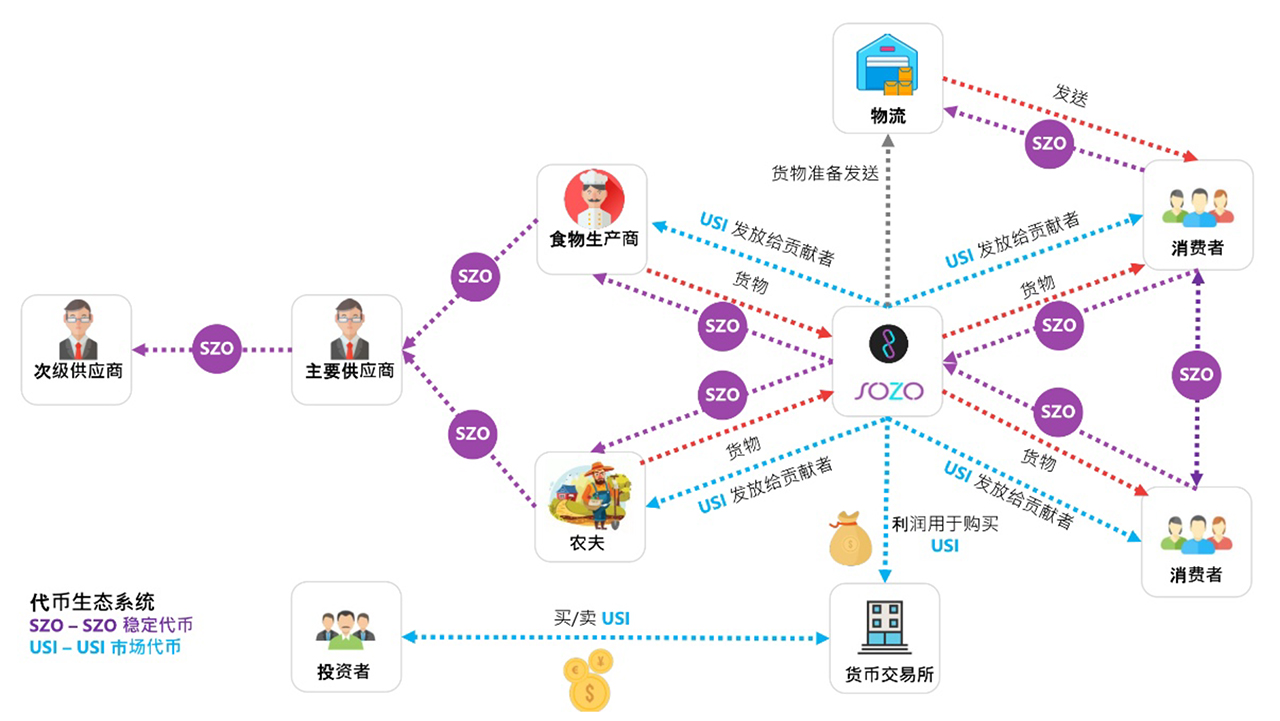 物流
发送
SZO
货物准备发送
食物生产商
USI 发放给贡献者
USI 发放给贡献者
消费者
SZO
货物
货物
SZO
SZO
次级供应商
SZO
主要供应商
SOZO
SZO
SZO
SZO
SZO
货物
货物
USI 发放给贡献者
USI 发放给贡献者
农夫
利润用于购买
USI
消费者
代币生态系统
SZO – SZO 稳定代币
USI – USI 市场代币
投资者
买/卖 USI
货币交易所